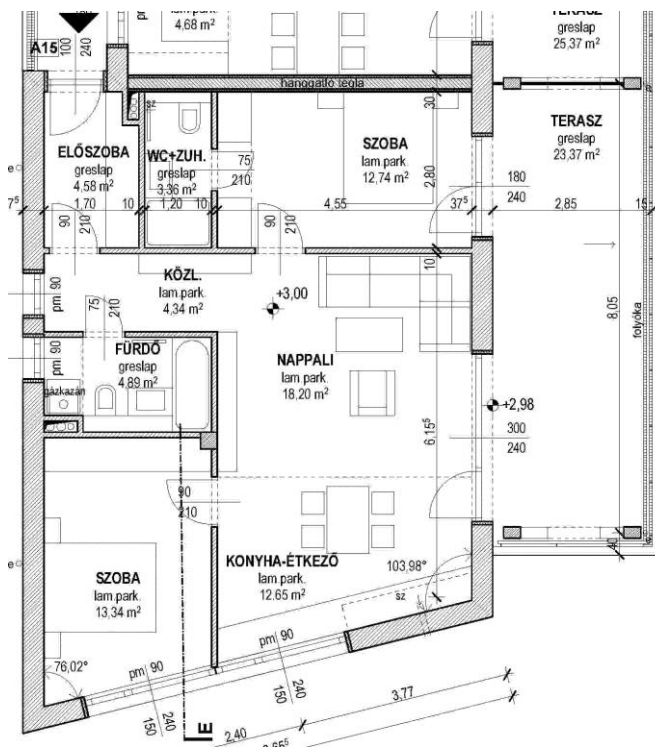 lam.park.
4,68 m²
TERASZ
greslap
25,37 m²
A15
100
240
hanggátló tégla
sz
30
ELŐSZOBA
greslap
4,58 m²
WC+ZUH.
greslap
3,36 m²
75
210
SZOBA
lam.park.
12,74 m²
2,80
TERASZ
greslap
23,37 m²
180
240
7⁵
1,70
10
1,20
10
4,55
37⁵
2,85
15
90
210
90
210
10
pm 90
KÖZL.
lam.park.
4,34 m²
+3,00
75
210
8,05
folyóka
pm 90
FÜRDŐ
greslap
4,89 m²
gázkazán
NAPPALI
lam park.
18,20 m²
6,15⁵
+2,98
300
240
90
210
40
SZOBA
lam.park.
13,34 m²
KONYHA-ÉTKEZŐ
lam.park.
12.65 m²
103,98°
sz
76,02°
pm 90
pm 90
240
150
240
150
E
2,40
3,77